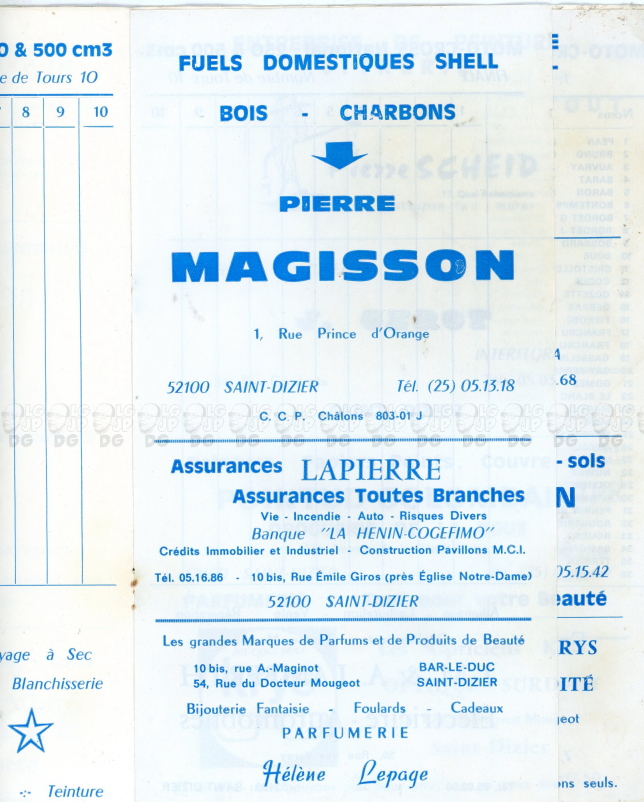 0 & 500 cm3
e de Tours 10
8 9 10
yage à Sec
Blanchisserie
-:- Teinture
FUELS DOMESTIQUES SHELL
BOIS - CHARBONS
PIERRE
MAGISSON
1, Rue Prince d'Orange
52100 SAINT-DIZIER Tél. (25) 05.13.18
C. C. P. Châlons 803-01 J
Assurances LAPIERRE
Assurances Toutes Branches
Vie - Incendie - Auto - Risques Divers
Banque "LA HENIN-COGEFIMO"
Crédits Immobilier et Industriel - Construction Pavillons M.C.I.
Tél. 05.16.86 - 10 bis, Rue Émile Giros (près Église Notre-Dame)
52100 SAINT-DIZIER
Les grandes Marques de Parfums et de Produits de Beauté
10 bis, rue A.-Maginot BAR-LE-DUC
54, Rue du Docteur Mougeot SAINT-DIZIER
Bijouterie Fantaisie - Foulards - Cadeaux
PARFUMERIE
Hélène Lepage
.68
- sols
N
05.15.42
eauté
RYS
ITÉ
geot
ns seuls.